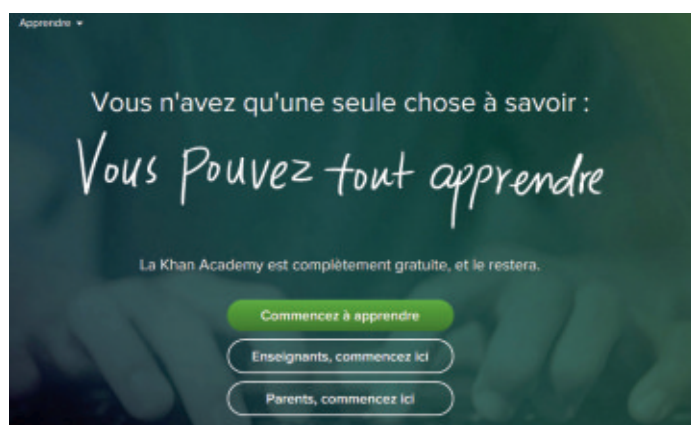 Apprendre
Vous n'avez qu'une seule chose à savoir :
Vous pouvez tout apprendre
La Khan Academy est complètement gratuite, et le restera.
Commencez à apprendre
Enseignants, commencez ici
Parents, commencez ici